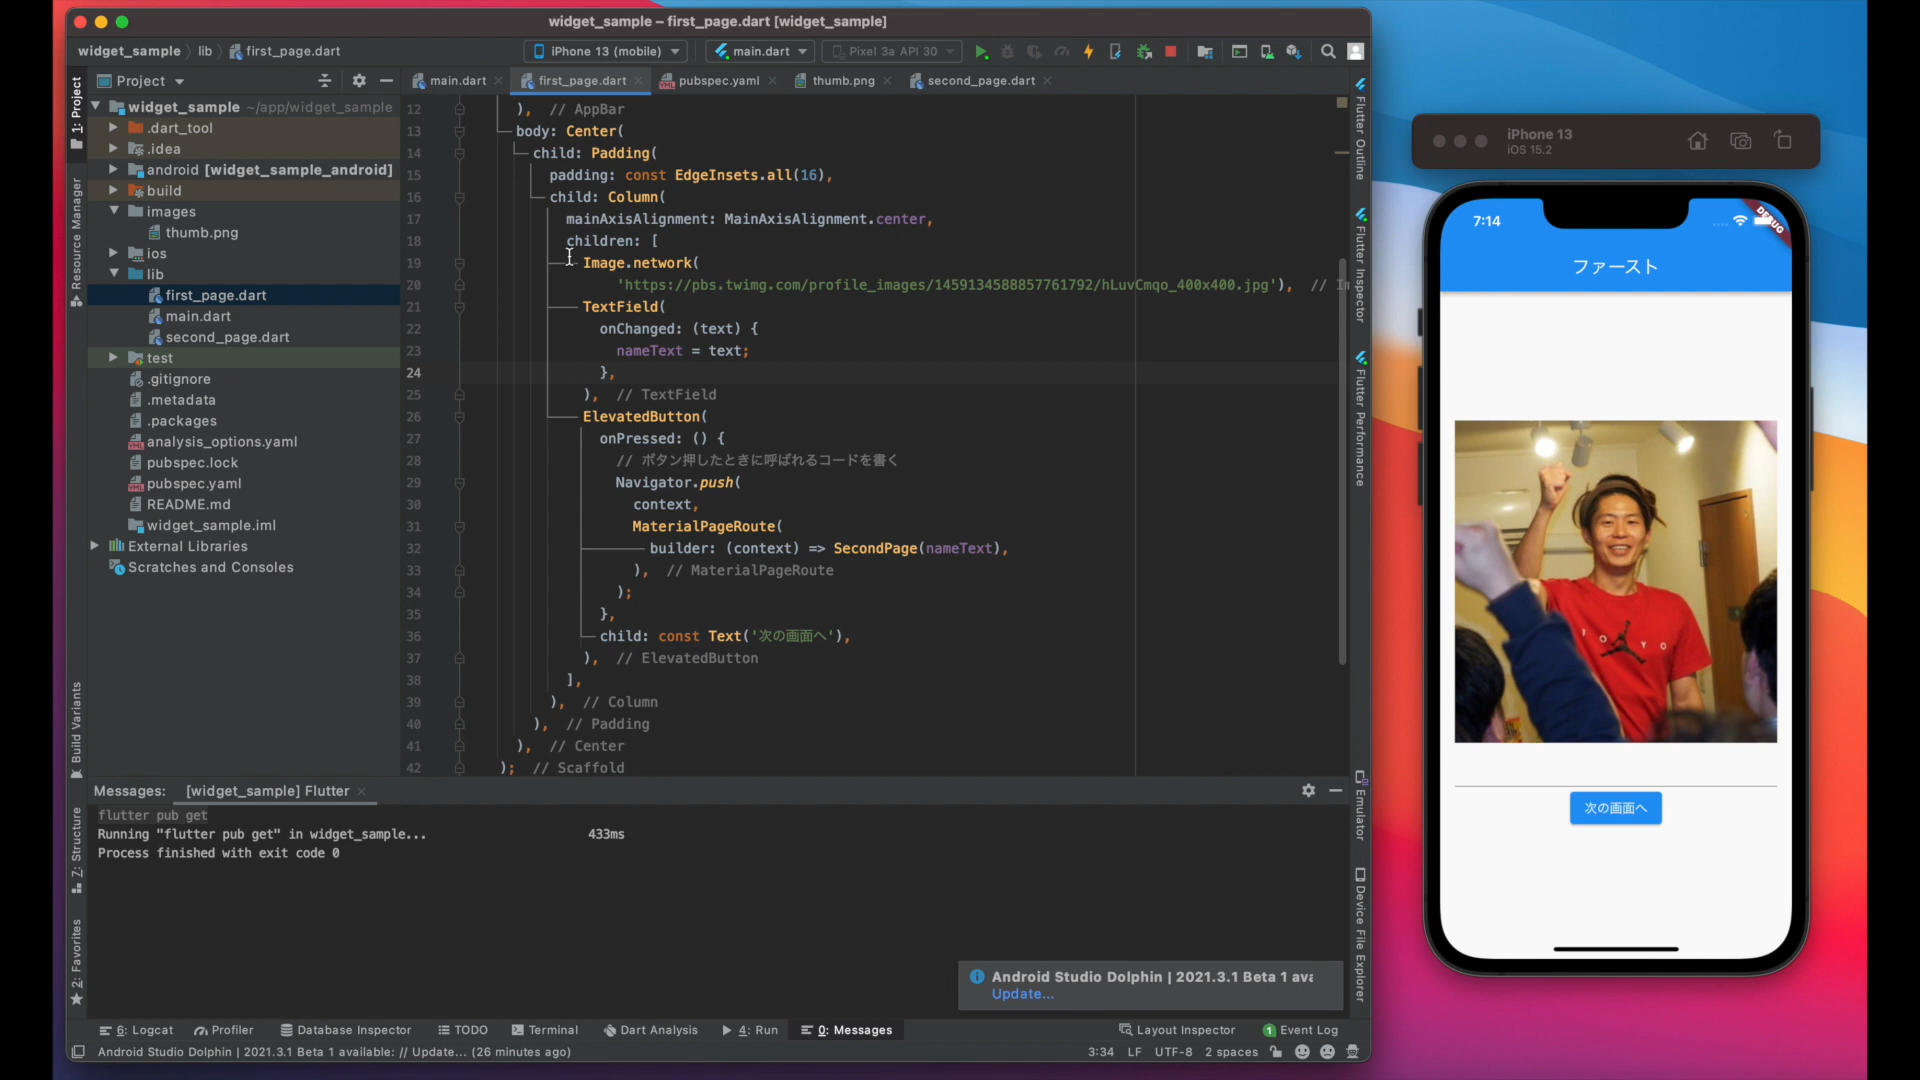 widget_sample – first_page.dart [widget_sample]
widget_sample lib first_page.dart
iPhone 13 (mobile) main.dart Pixel 3a API 30
Project
main.dart first_page.dart pubspec.yaml thumb.png second_page.dart
1: Project
Resource Manager
Build Variants
7: Structure
2: Favorites
widget_sample ~/app/widget_sample
.dart_tool
.idea
android [widget_sample_android]
build
images
thumb.png
ios
lib
first_page.dart
main.dart
second_page.dart
test
.gitignore
.metadata
.packages
analysis_options.yaml
pubspec.lock
pubspec.yaml
README.md
widget_sample.iml
External Libraries
Scratches and Consoles
12 ), // AppBar
13 body: Center(
14 child: Padding(
15 padding: const EdgeInsets.all(16),
16 child: Column(
17 mainAxisAlignment: MainAxisAlignment.center,
18 children: [
19 Image.network(
20 'https://pbs.twimg.com/profile_images/1459134588857761792/hLuvCmqo_400x400.jpg'), // I
21 TextField(
22 onChanged: (text) {
23 nameText = text;
24 },
25 ), // TextField
26 ElevatedButton(
27 onPressed: () {
28 // ボタン押したときに呼ばれるコードを書く
29 Navigator.push(
30 context,
31 MaterialPageRoute(
32 builder: (context) => SecondPage(nameText),
33 ), // MaterialPageRoute
34 );
35 },
36 child: const Text('次の画面へ'),
37 ), // ElevatedButton
38 ],
39 ), // Column
40 ), // Padding
41 ), // Center
42 ); // Scaffold
Flutter Outline
Flutter Inspector
Flutter Performance
Emulator
Device File Explorer
Messages: [widget_sample] Flutter
flutter pub get
Running "flutter pub get" in widget_sample... 433ms
Process finished with exit code 0
Android Studio Dolphin | 2021.3.1 Beta 1 ava
Update...
6: Logcat Profiler Database Inspector TODO Terminal Dart Analysis 4: Run 0: Messages Layout Inspector 1 Event Log
Android Studio Dolphin | 2021.3.1 Beta 1 available: // Update... (26 minutes ago) 3:34 LF UTF-8 2 spaces
iPhone 13
iOS 15.2
7:14
DEBUG
ファースト
次の画面へ